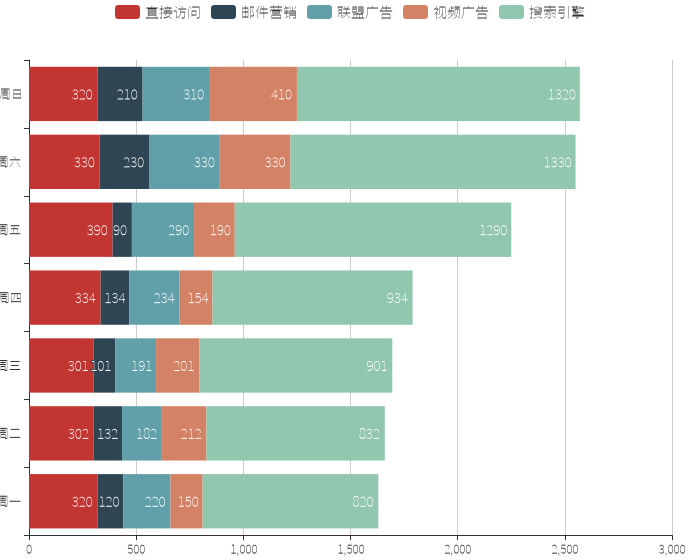 直接访问 邮件营销 联盟广告 视频广告 搜索引擎
周日 320 210 310 410 1320
周六 330 230 330 330 1330
周五 390 90 290 190 1290
周四 334 134 234 154 934
周三 301 101 191 201 901
周二 302 132 182 212 832
周一 320 120 220 150 820
0 500 1,000 1,500 2,000 2,500 3,000